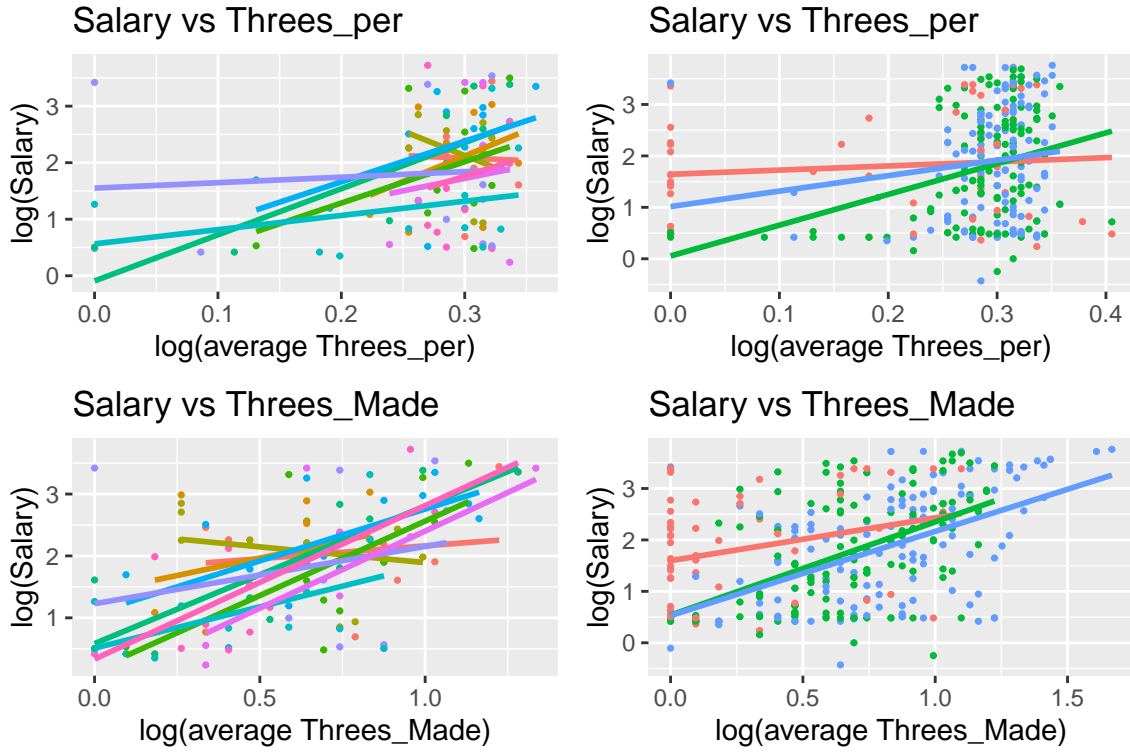 Salary vs Threes_per
log(Salary)
3
2
1
0
0.0 0.1 0.2 0.3
log(average Threes_per)
Salary vs Threes_per
log(Salary)
3
2
1
0
0.0 0.1 0.2 0.3 0.4
log(average Threes_per)
Salary vs Threes_Made
log(Salary)
3
2
1
0.0 0.5 1.0
log(average Threes_Made)
Salary vs Threes_Made
log(Salary)
3
2
1
0
0.0 0.5 1.0 1.5
log(average Threes_Made)